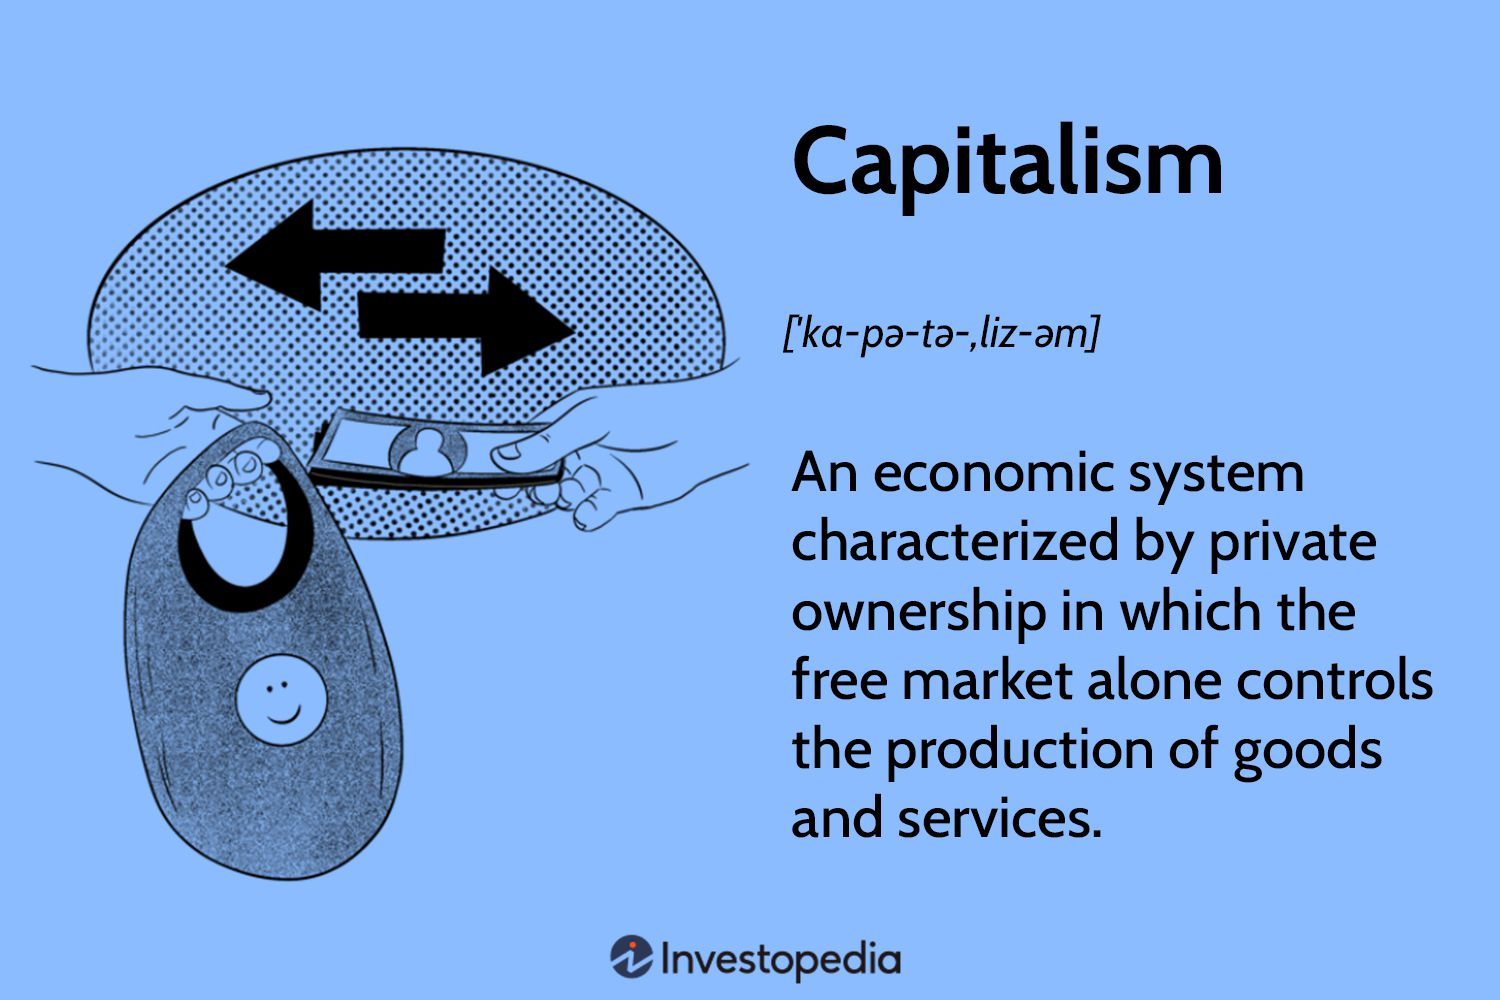 Capitalism
['ka-pə-tə-ˌliz-əm]
An economic system
characterized by private
ownership in which the
free market alone controls
the production of goods
and services.
Investopedia